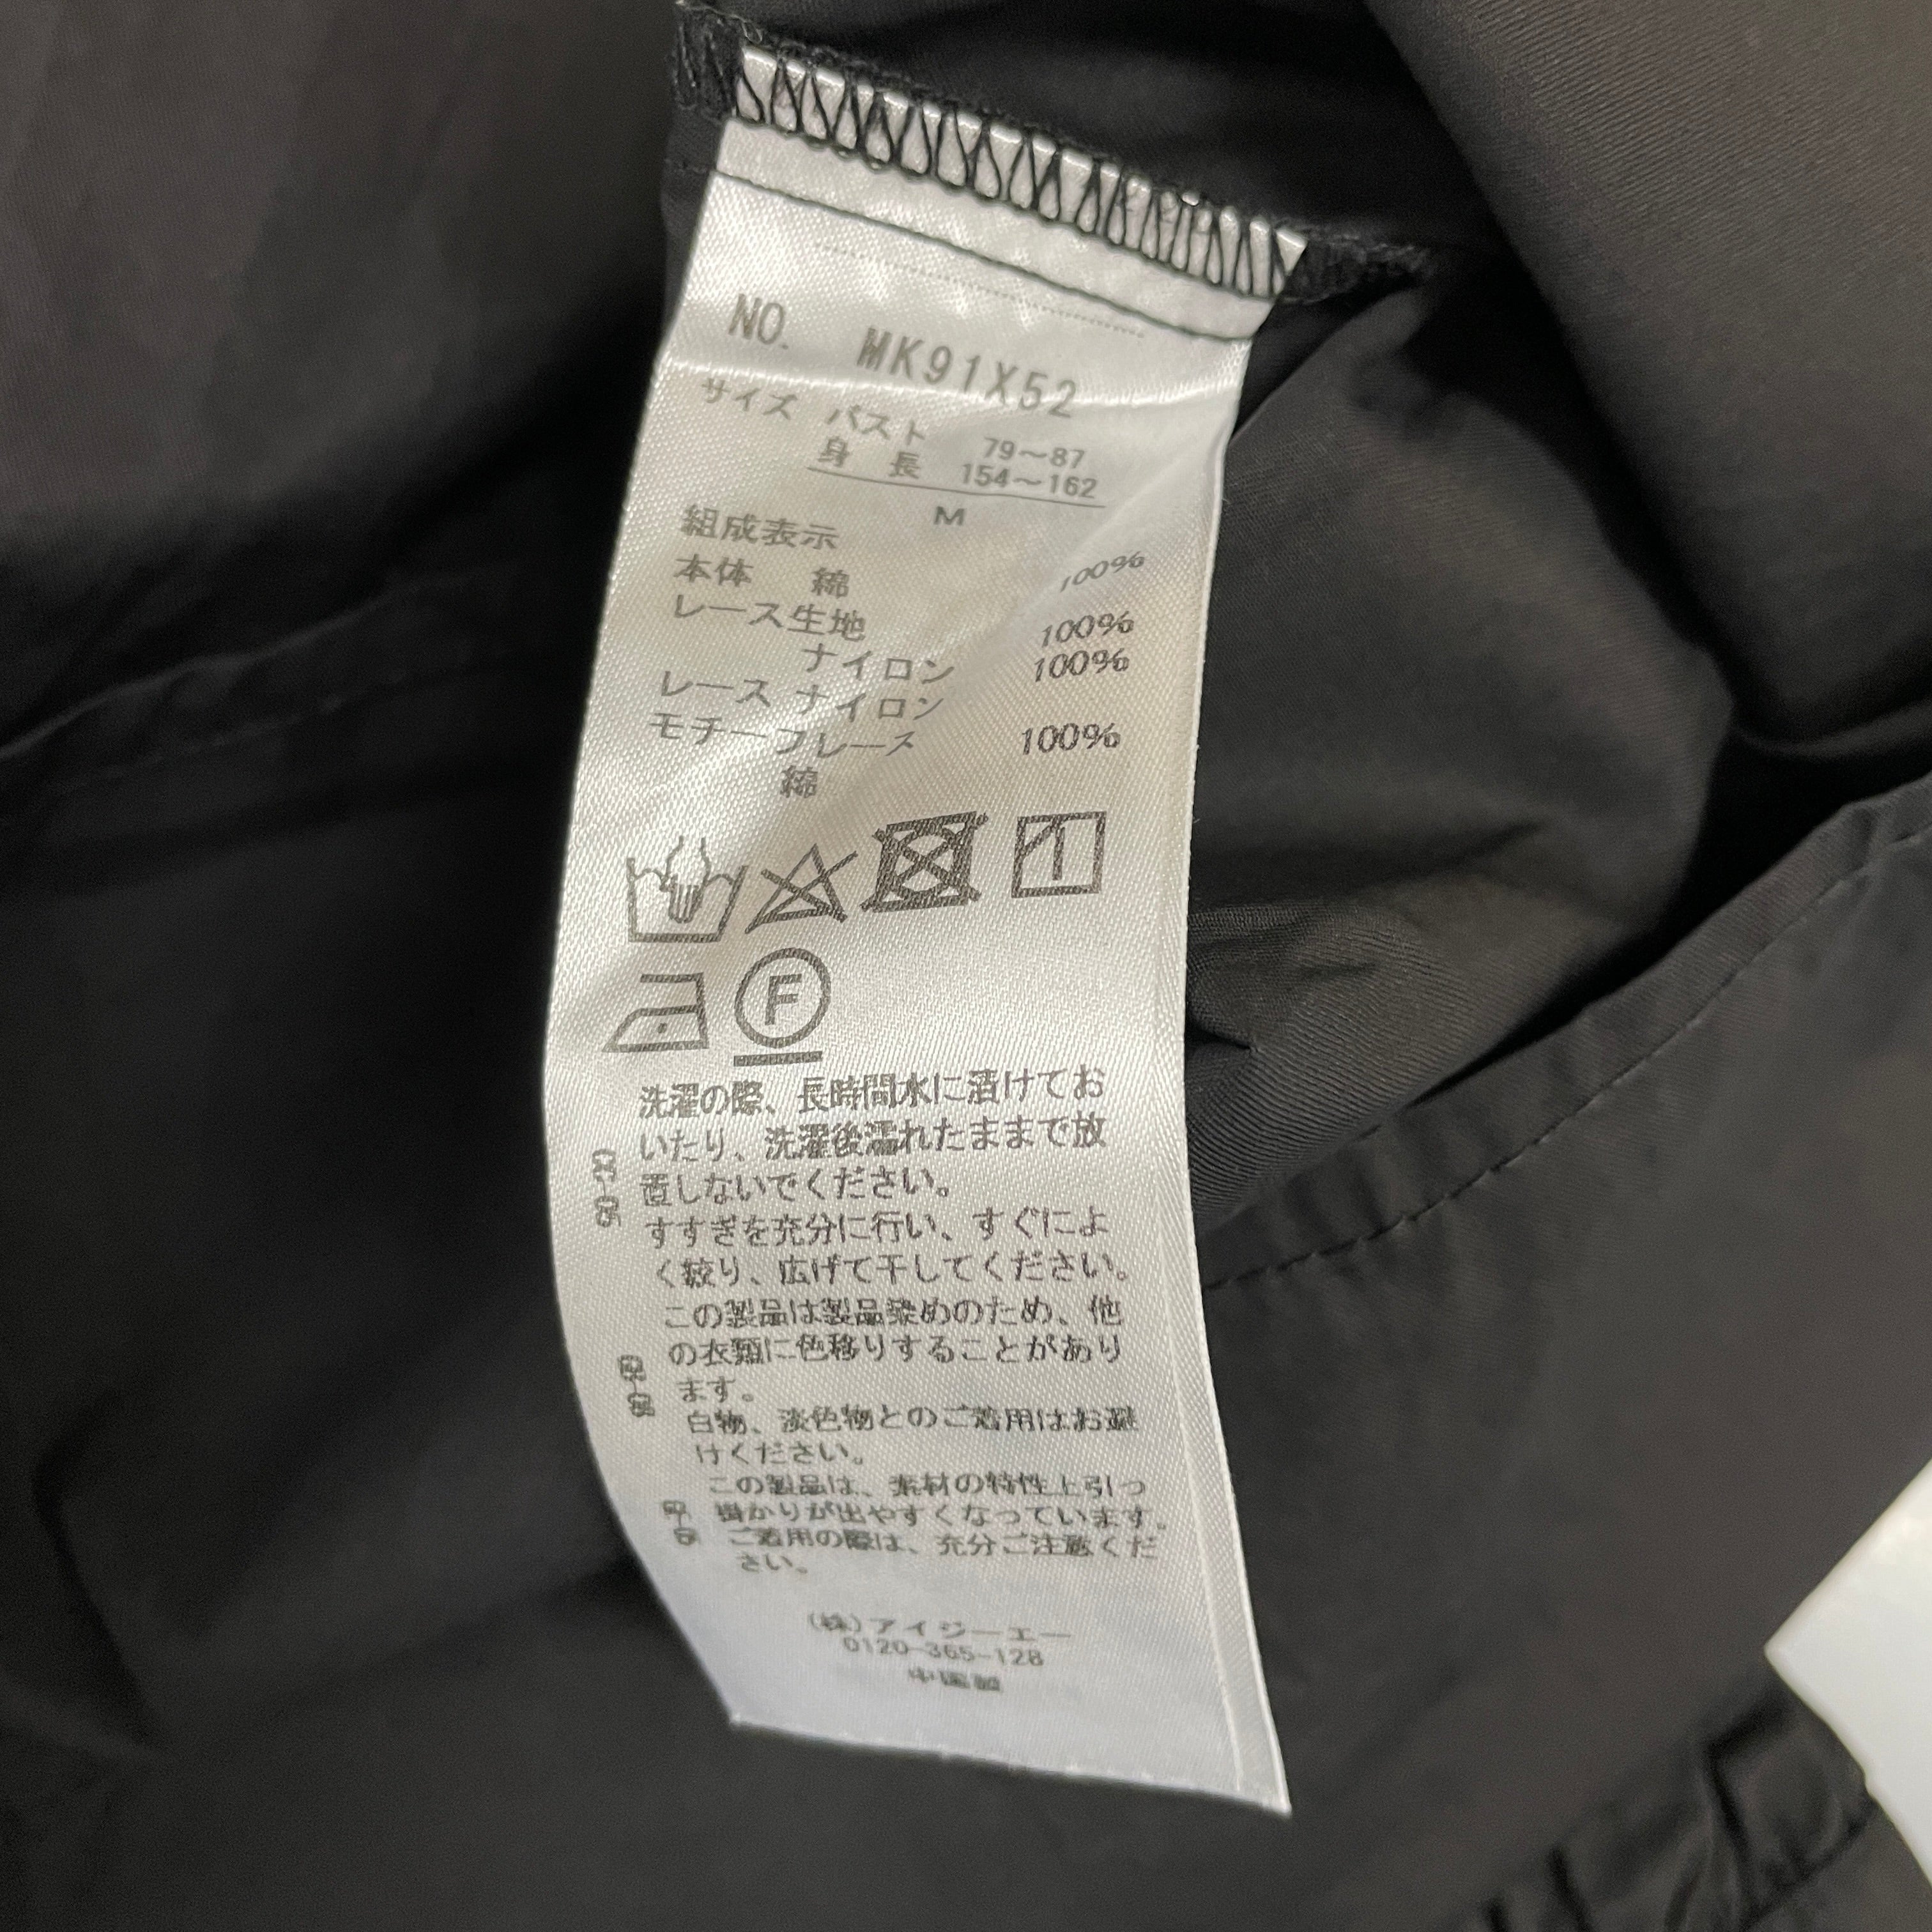 NO. MK91X52
サイズ バスト 79～87
身 長 154～162
M
組成表示
本体 綿 100%
レース生地
ナイロン 100%
レース ナイロン 100%
モチーフレース
綿 100%
F
洗濯の際、長時間水に漬けてお
いたり、洗濯後濡れたままで放
置しないでください。
すすぎを充分に行い、すぐによ
く絞り、広げて干してください。
この製品は製品染めのため、他
の衣類に色移りすることがあり
ます。
白物、淡色物とのご着用はお避
けください。
この製品は、素材の特性上引っ
掛かりが出やすくなっています。
ご着用の際は、充分ご注意くだ
さい。
(株)アイジーエー
0120-365-128
中国製